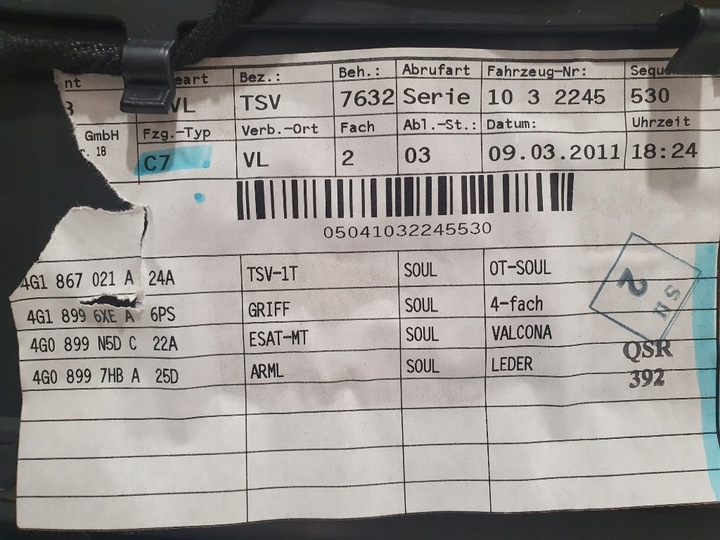 nt eart Bez.: Beh.: Abrufart Fahrzeug-Nr: Sequ
3 VL TSV 7632 Serie 10 3 2245 530
GmbH Fzg.-Typ Verb.-Ort Fach Abl.-St.: Datum: Uhrzeit
r. 18 C7 VL 2 03 09.03.2011 18:24
05041032245530
4G1 867 021 A 24A TSV-1T SOUL OT-SOUL
4G1 899 6XE A 6PS GRIFF SOUL 4-fach
4G0 899 N5D C 22A ESAT-MT SOUL VALCONA
4G0 899 7HB A 25D ARML SOUL LEDER
2
QSR
392